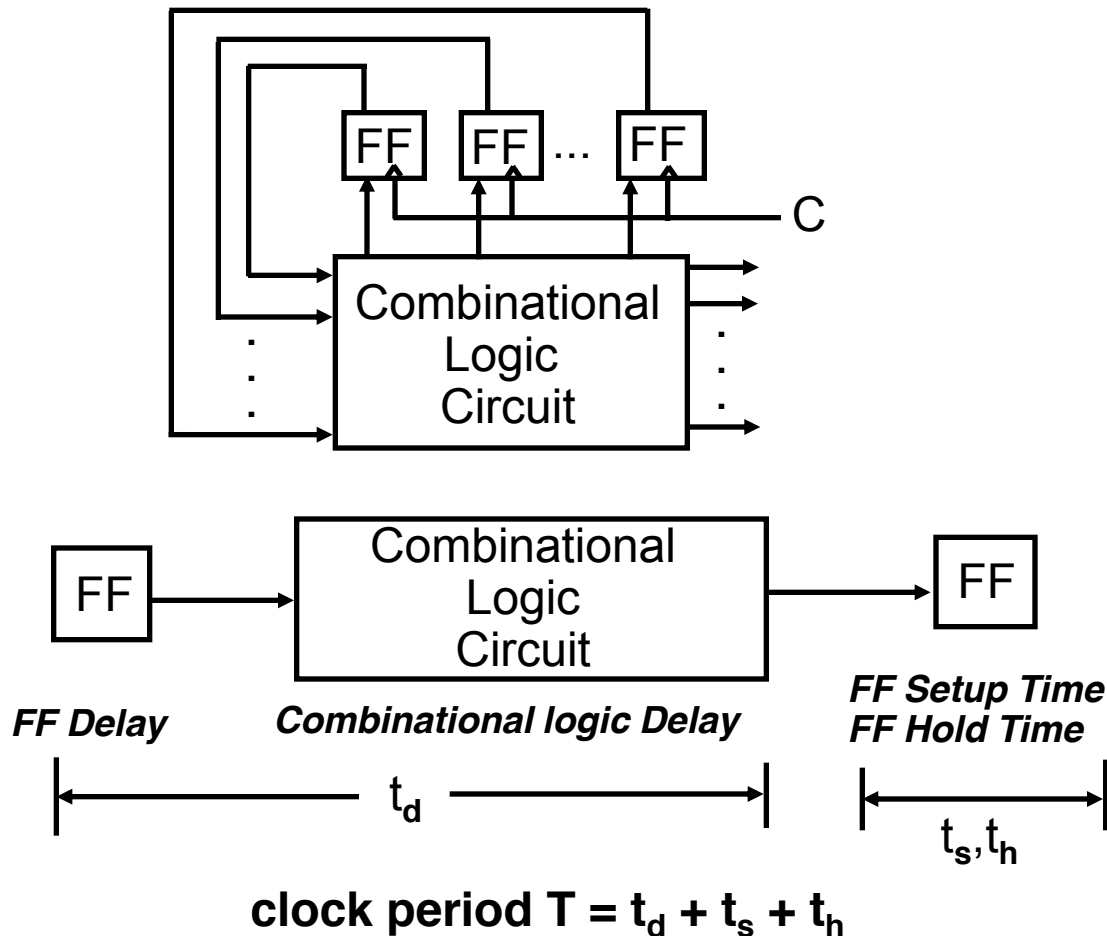 FF FF ... FF
C
Combinational
Logic
Circuit
FF
Combinational
Logic
Circuit
FF
FF Delay
Combinational logic Delay
FF Setup Time
FF Hold Time
td
ts,th
clock period T = td + ts + th